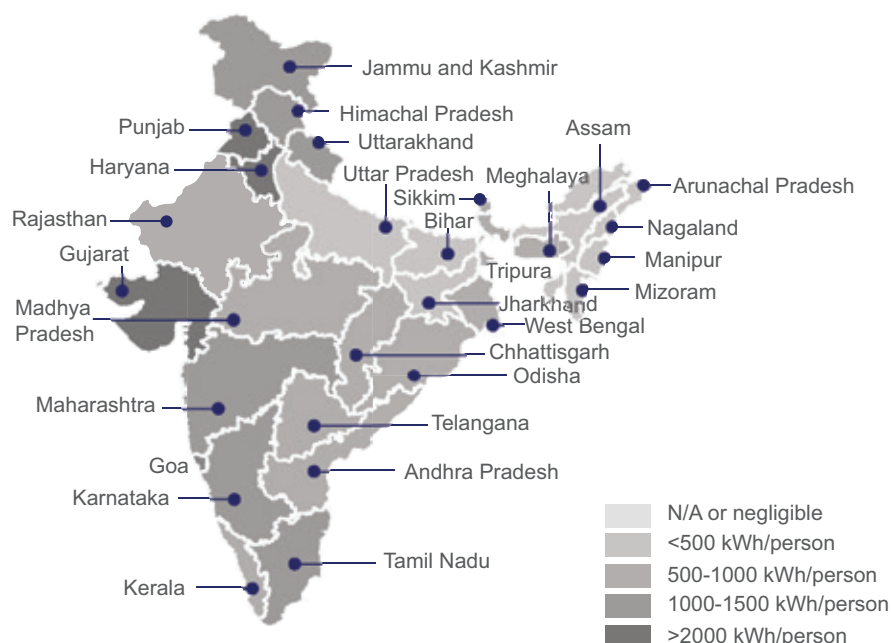 Jammu and Kashmir
Himachal Pradesh
Punjab
Uttarakhand
Assam
Haryana
Uttar Pradesh
Meghalaya
Arunachal Pradesh
Sikkim
Bihar
Rajasthan
Nagaland
Gujarat
Tripura
Manipur
Mizoram
Jharkhand
Madhya
Pradesh
West Bengal
Chhattisgarh
Odisha
Maharashtra
Telangana
Goa
Andhra Pradesh
Karnataka
Tamil Nadu
Kerala
N/A or negligible
<500 kWh/person
500-1000 kWh/person
1000-1500 kWh/person
>2000 kWh/person